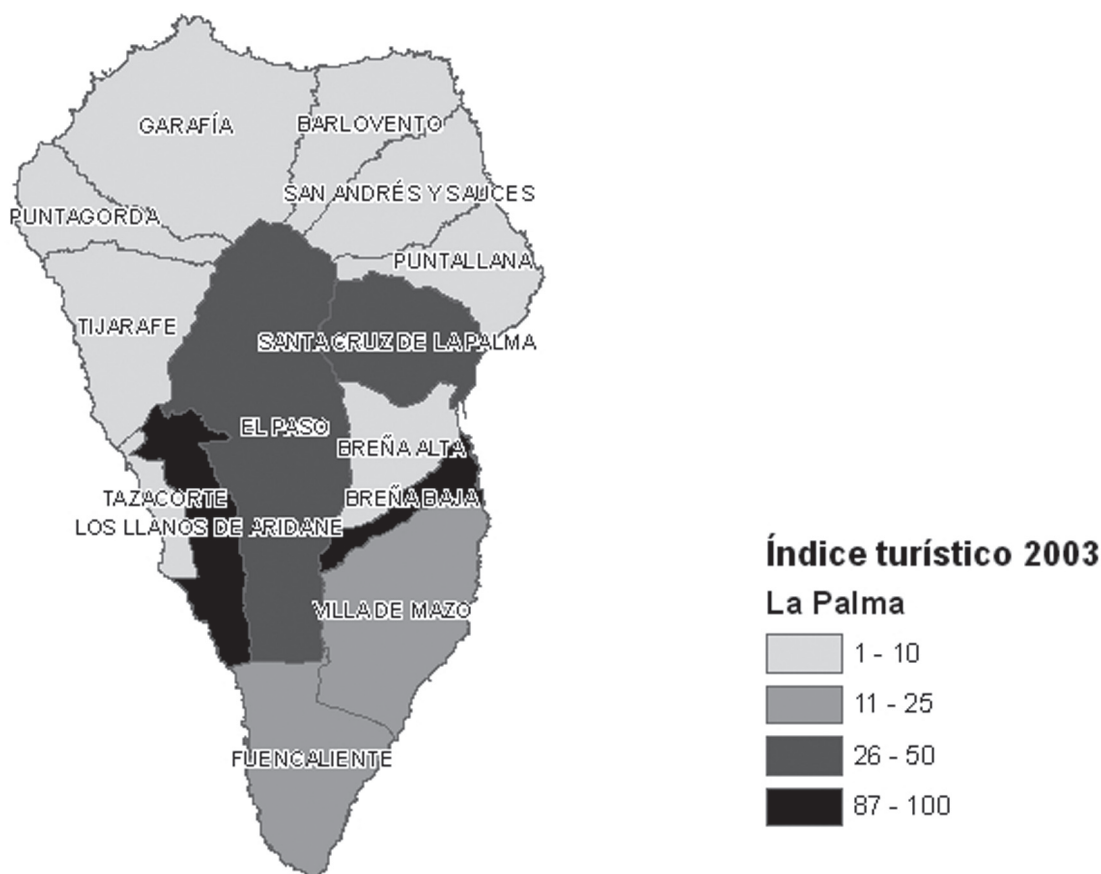 GARAFÍA
BARLOVENTO
SAN ANDRÉS Y SAUCES
PUNTAGORDA
PUNTALLANA
TIJARAFE
SANTA CRUZ DE LA PALMA
EL PASO
BREÑA ALTA
TAZACORTE
BREÑA BAJA
LOS LLANOS DE ARIDANE
VILLA DE MAZO
FUENCALIENTE
Índice turístico 2003
La Palma
1 - 10
11 - 25
26 - 50
87 - 100